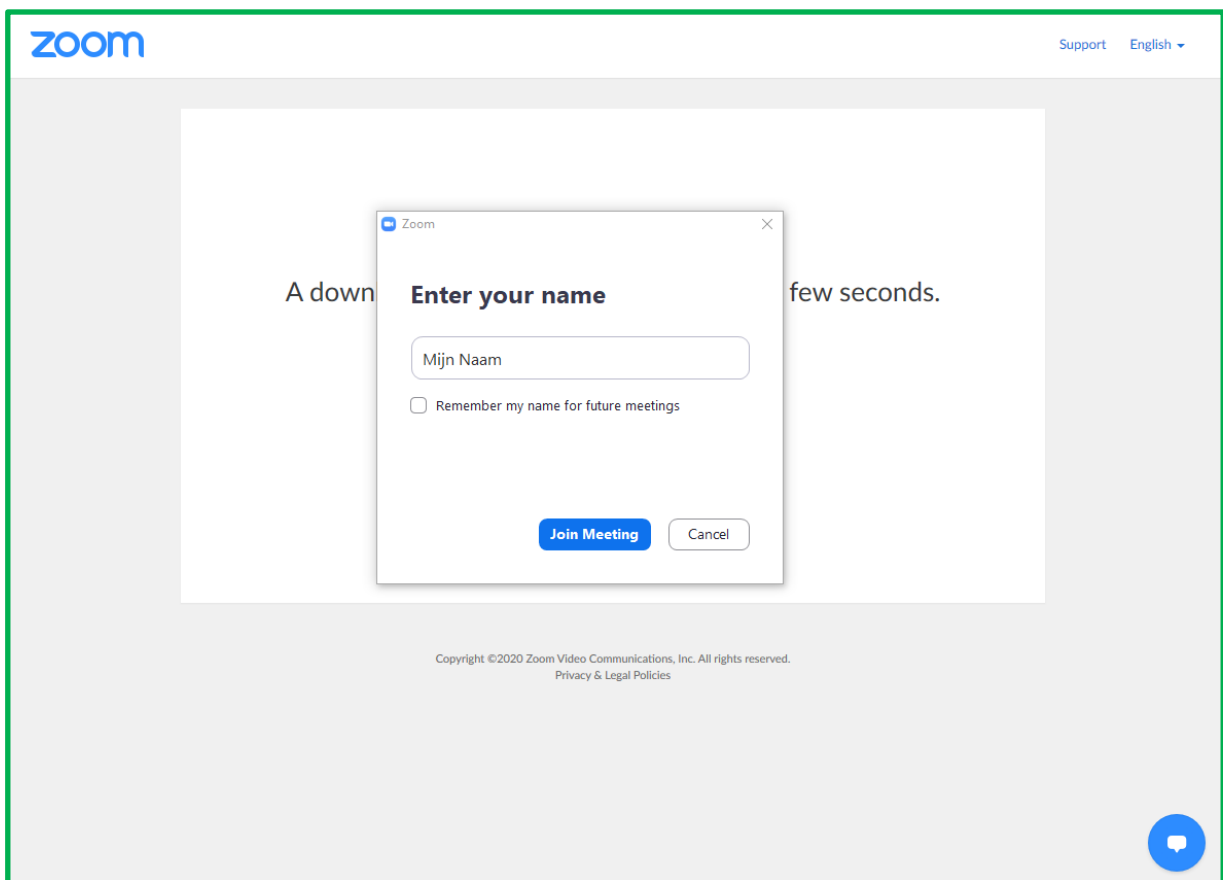 zoom
Support English
Zoom
A down few seconds.
Enter your name
Mijn Naam
Remember my name for future meetings
Join Meeting Cancel
Copyright ©2020 Zoom Video Communications, Inc. All rights reserved.
Privacy & Legal Policies